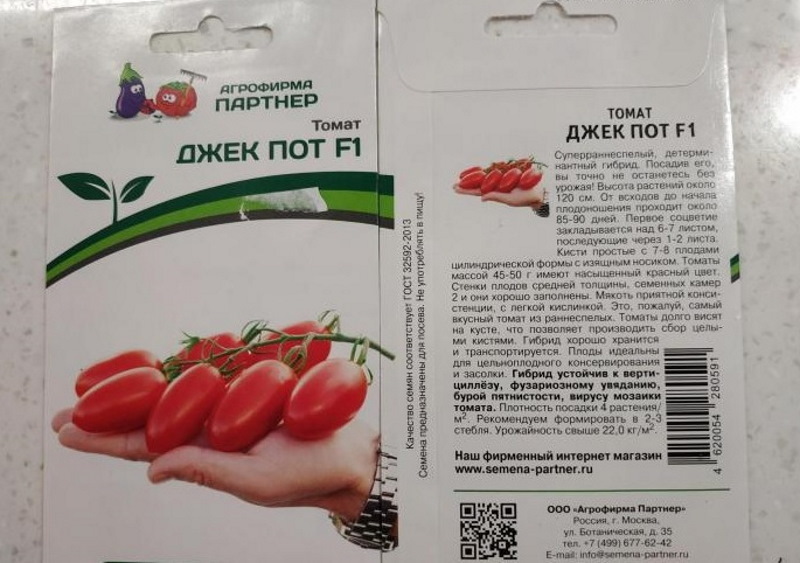 АГРОФИРМА
ПАРТНЕР
Томат
ДЖЕК ПОТ F1
Качество семян соответствует ГОСТ 32592-2013
Семена предназначены для посева. Не употреблять в пищу!
ТОМАТ
ДЖЕК ПОТ F1
Суперраннеспелый, детерми-
нантный гибрид. Посадив его,
вы точно не останетесь без
урожая! Высота растений около
120 см. От всходов до начала
плодоношения проходит около
85-90 дней. Первое соцветие
закладывается над 6-7 листом,
последующие через 1-2 листа.
Кисти простые с 7-8 плодами
цилиндрической формы с изящным носиком. Томаты
массой 45-50 г имеют насыщенный красный цвет.
Стенки плодов средней толщины, семенных камер
2 и они хорошо заполнены. Мякоть приятной конси-
стенции, с легкой кислинкой. Это, пожалуй, самый
вкусный томат из раннеспелых. Томаты долго висят
на кусте, что позволяет производить сбор целы-
ми кистями. Гибрид хорошо хранится
и транспортируется. Плоды идеальны
для цельноплодного консервирования
и засолки. Гибрид устойчив к верти-
циллёзу, фузариозному увяданию,
бурой пятнистости, вирусу мозаики
томата. Плотность посадки 4 растения/
м². Рекомендуем формировать в 2-3
стебля. Урожайность свыше 22,0 кг/м².
4 620054 280591
Наш фирменный интернет магазин
www.semena-partner.ru
ООО «Агрофирма Партнер»
Россия, г. Москва,
ул. Ботаническая, д. 35
тел. +7 (499) 677-62-42
E-mail: info@semena-partner.ru